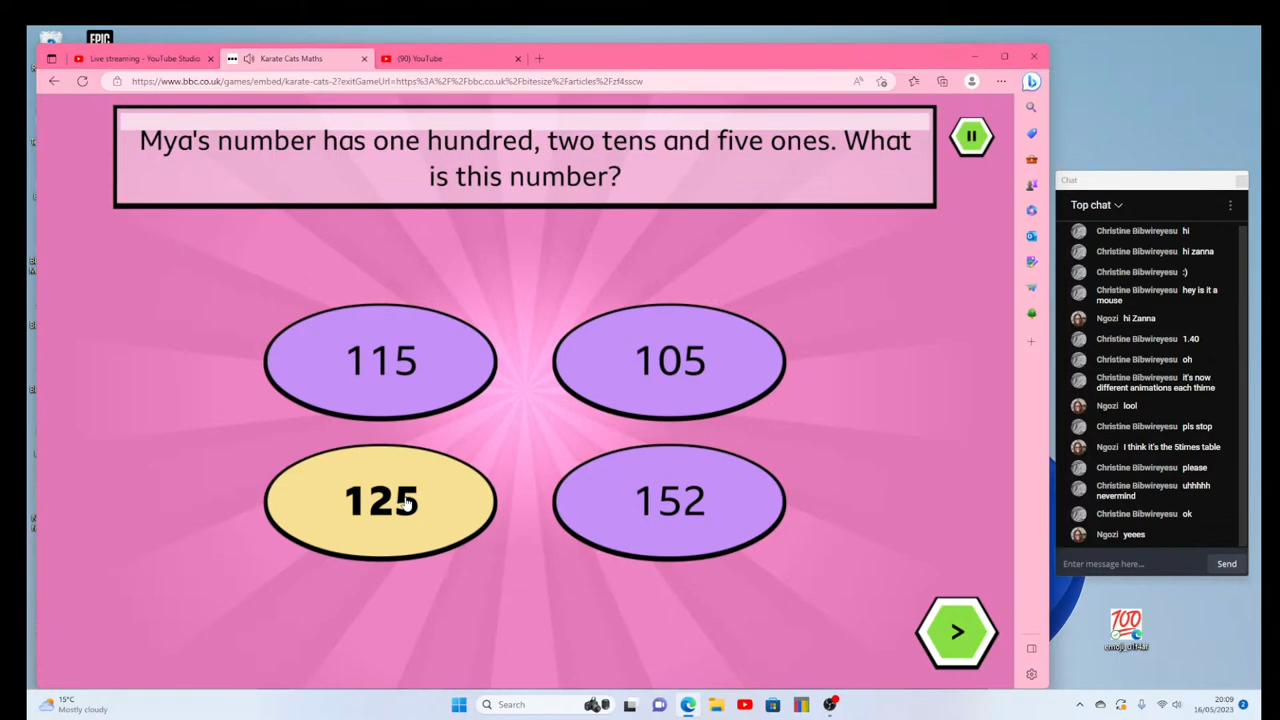 EPIC
Live streaming - YouTube Studio
Karate Cats Maths
(90) YouTube
https://www.bbc.co.uk/games/embed/karate-cats-2?exitGameUrl=https%3A%2F%2Fbbc.co.uk%2Fbitesize%2Farticles%2Fzf4sscw
Mya's number has one hundred, two tens and five ones. What
is this number?
115
105
125
152
>
Chat
Top chat
Christine Bibwireyesu hi
Christine Bibwireyesu hi zanna
Christine Bibwireyesu :)
Christine Bibwireyesu hey is it a
mouse
Ngozi hi Zanna
Christine Bibwireyesu 1.40
Christine Bibwireyesu oh
Christine Bibwireyesu it's now
different animations each thime
Ngozi lool
Christine Bibwireyesu pls stop
Ngozi I think it's the 5times table
Christine Bibwireyesu please
Christine Bibwireyesu uhhhhh
nevermind
Christine Bibwireyesu ok
Ngozi yeees
Enter message here...
Send
100
15°C
Mostly cloudy
Search
20:09
16/05/2023
2